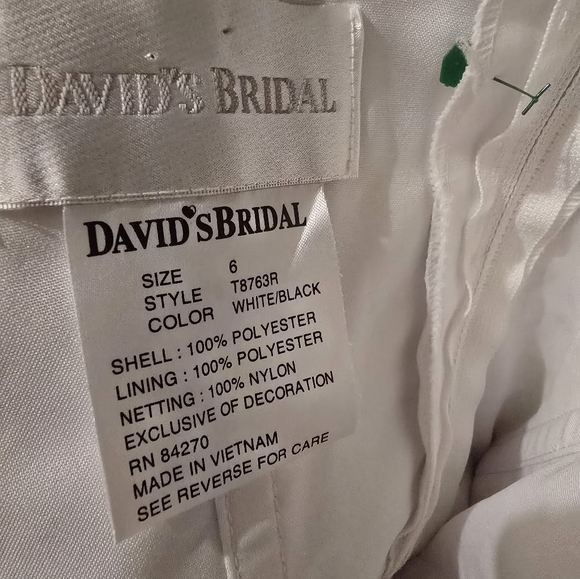 DAVID'S BRIDAL
DAVID'SBRIDAL
SIZE 6
STYLE T8763R
COLOR WHITE/BLACK
SHELL : 100% POLYESTER
LINING : 100% POLYESTER
NETTING : 100% NYLON
EXCLUSIVE OF DECORATION
RN 84270
MADE IN VIETNAM
SEE REVERSE FOR CARE